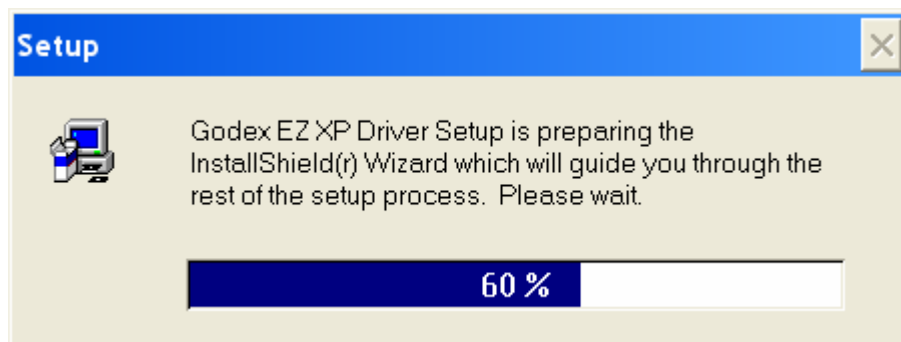 Setup
Godex EZ XP Driver Setup is preparing the
InstallShield(r) Wizard which will guide you through the
rest of the setup process.  Please wait.
60 %